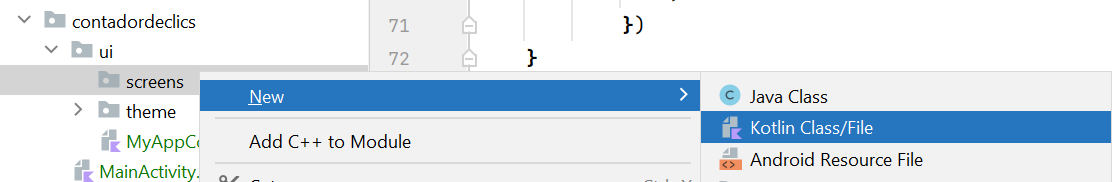 contadordeclics
ui
screens
theme
MyAppCo
MainActivity.
71
})
72
}
New
Add C++ to Module
Java Class
Kotlin Class/File
Android Resource File